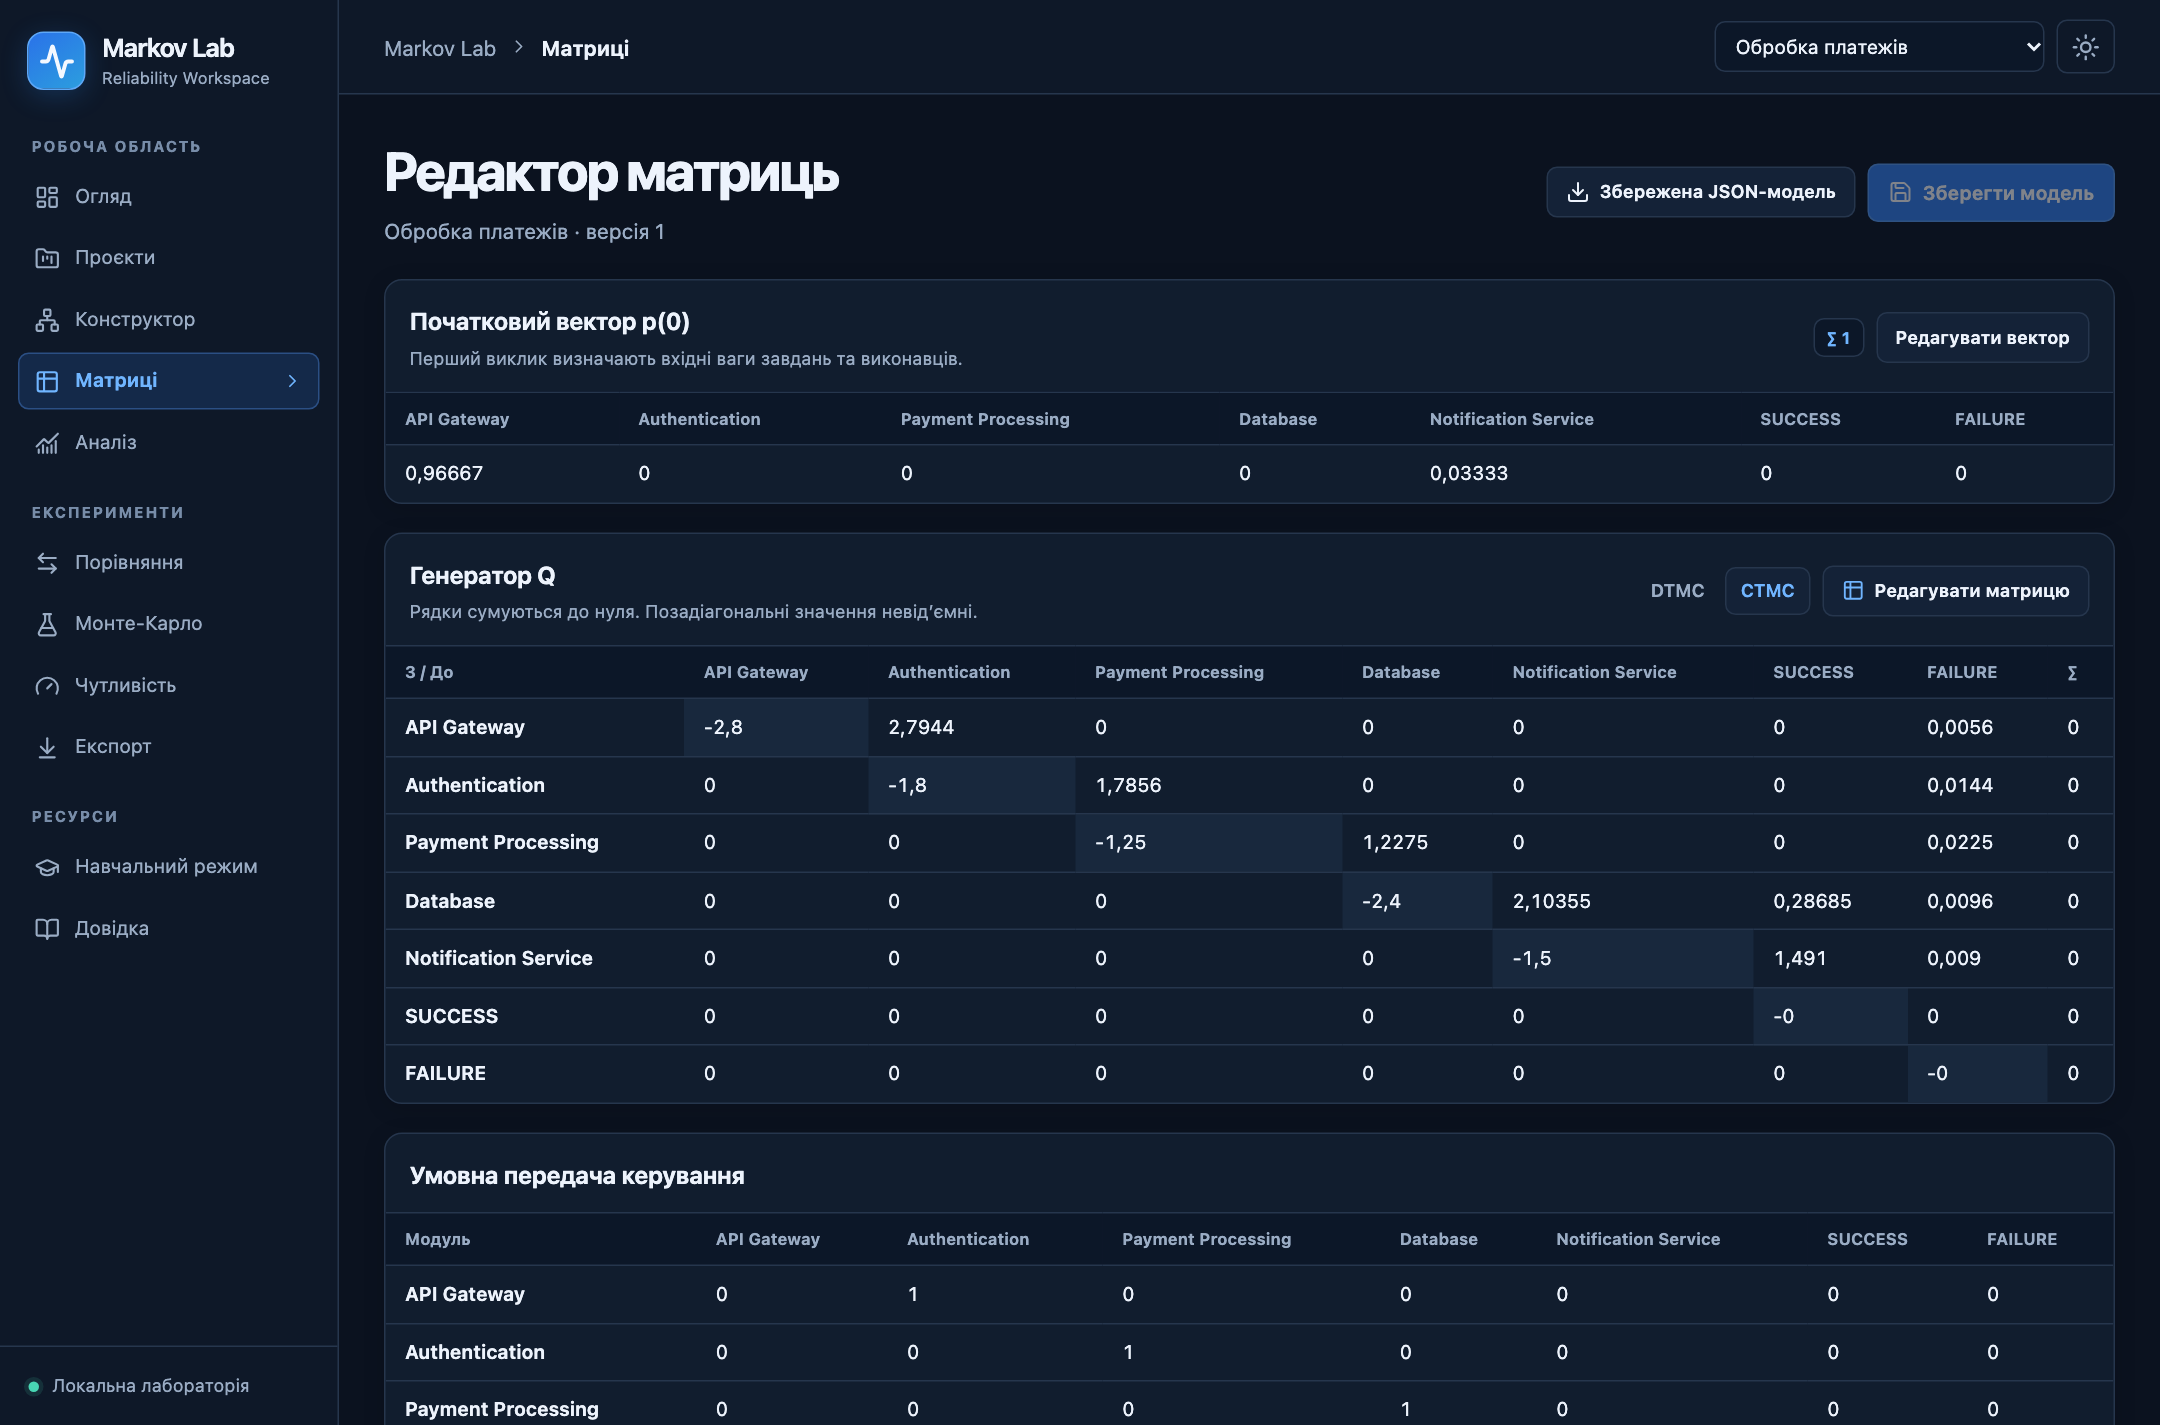 Markov Lab
Reliability Workspace
РОБОЧА ОБЛАСТЬ
Огляд
Проєкти
Конструктор
Матриці
Аналіз
ЕКСПЕРИМЕНТИ
Порівняння
Монте-Карло
Чутливість
Експорт
РЕСУРСИ
Навчальний режим
Довідка
Локальна лабораторія
Markov Lab > Матриці
Обробка платежів
Редактор матриць
Обробка платежів · версія 1
Збережена JSON-модель
Зберегти модель
Початковий вектор p(0)
Перший виклик визначають вхідні ваги завдань та виконавців.
Σ 1
Редагувати вектор
API Gateway Authentication Payment Processing Database Notification Service SUCCESS FAILURE
0,96667 0 0 0 0,03333 0 0
Генератор Q
Рядки сумуються до нуля. Позадіагональні значення невід’ємні.
DTMC CTMC Редагувати матрицю
З / До API Gateway Authentication Payment Processing Database Notification Service SUCCESS FAILURE Σ
API Gateway -2,8 2,7944 0 0 0 0 0,0056 0
Authentication 0 -1,8 1,7856 0 0 0 0,0144 0
Payment Processing 0 0 -1,25 1,2275 0 0 0,0225 0
Database 0 0 0 -2,4 2,10355 0,28685 0,0096 0
Notification Service 0 0 0 0 -1,5 1,491 0,009 0
SUCCESS 0 0 0 0 0 -0 0 0
FAILURE 0 0 0 0 0 0 -0 0
Умовна передача керування
Модуль API Gateway Authentication Payment Processing Database Notification Service SUCCESS FAILURE
API Gateway 0 1 0 0 0 0 0
Authentication 0 0 1 0 0 0 0
Payment Processing 0 0 0 1 0 0 0